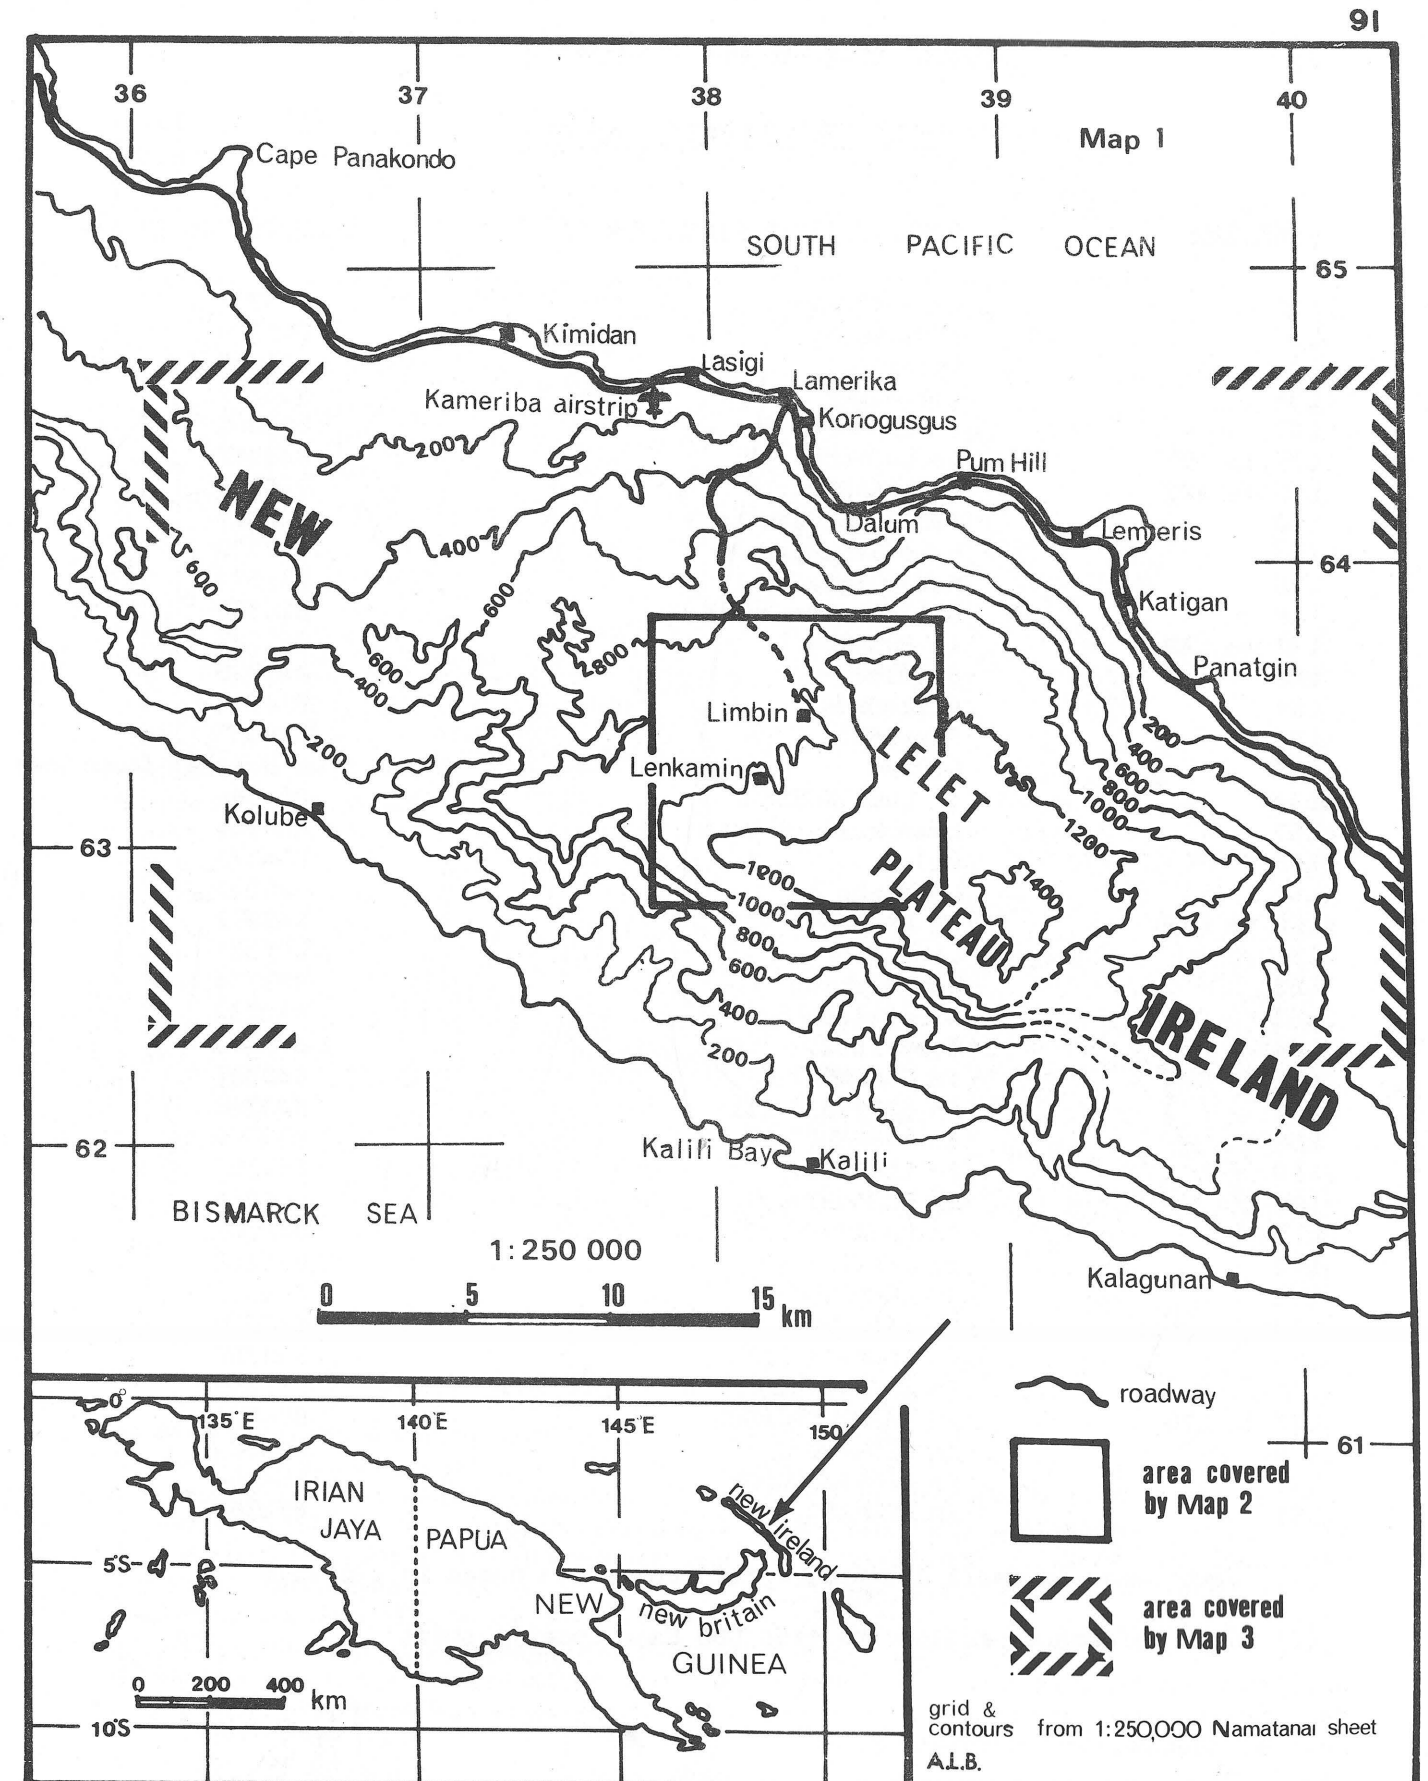 91
36
37
38
39
40
Map 1
Cape Panakondo
SOUTH PACIFIC OCEAN
65
Kimidan
Lasigi
Lamerika
Kameriba airstrip
Konogusgus
200
Pum Hill
NEW
Dalum
Lemeris
400
64
600
600
Katigan
800
600
400
Panatgin
Limbin
200
200
400
LELET
600
Lenkamin
800
1000
Kolube
1200
63
PLATEAU
1200
1400
1000
800
600
400
IRELAND
200
62
Kalili Bay
Kalili
BISMARCK SEA
1:250 000
Kalagunan
0 5 10 15 km
roadway
0°
135°E
140°E
145°E
150
61
area covered
by Map 2
IRIAN
JAYA
PAPUA
new ireland
5°S
NEW
new britain
area covered
by Map 3
GUINEA
0 200 400 km
10°S
grid &
contours from 1:250,000 Namatanai sheet
A.L.B.